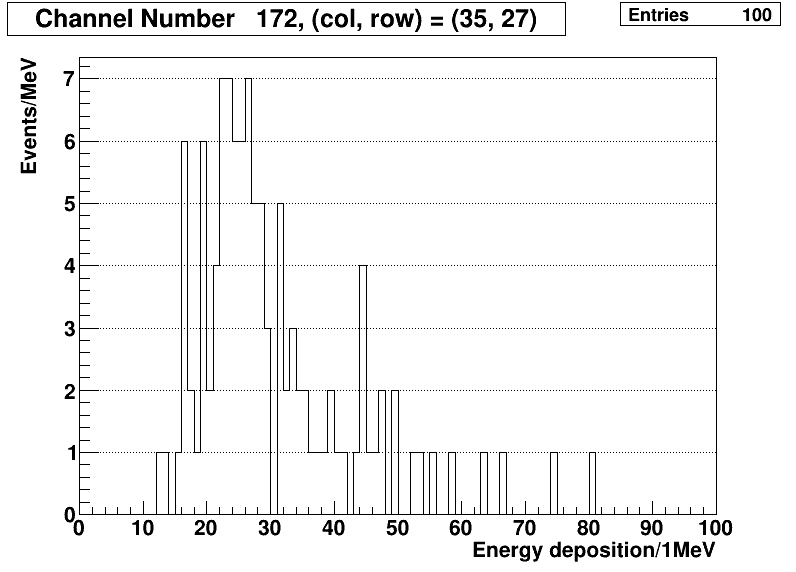 Channel Number 172, (col, row) = (35, 27)
Entries 100
Events/MeV
7
6
5
4
3
2
1
0
0 10 20 30 40 50 60 70 80 90 100
Energy deposition/1MeV